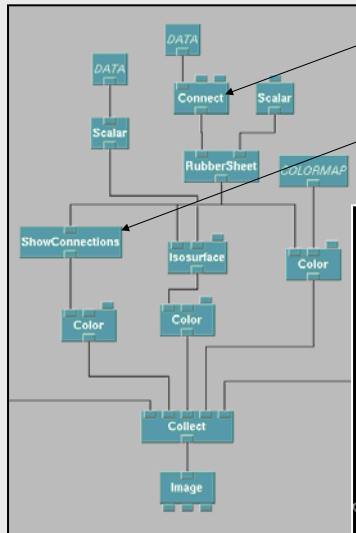 DATA
DATA
Connect
Scalar
Scalar
RubberSheet
COLORMAP
ShowConnections
Isosurface
Color
Color
Color
Collect
Image